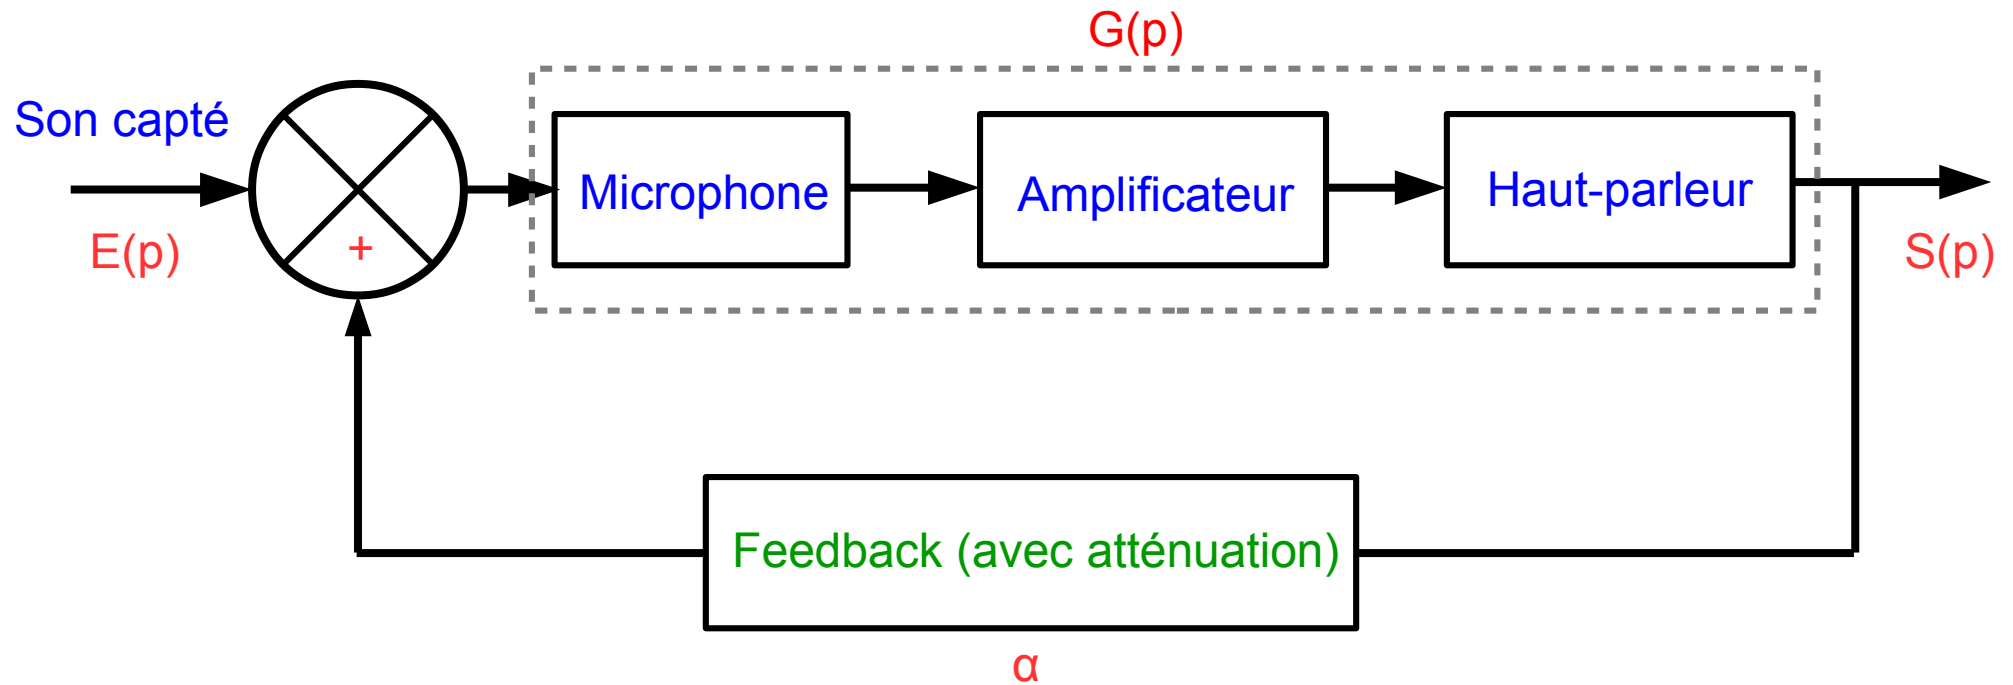 G(p)
Son capté
Microphone
Amplificateur
Haut-parleur
E(p)
+
S(p)
Feedback (avec atténuation)
α